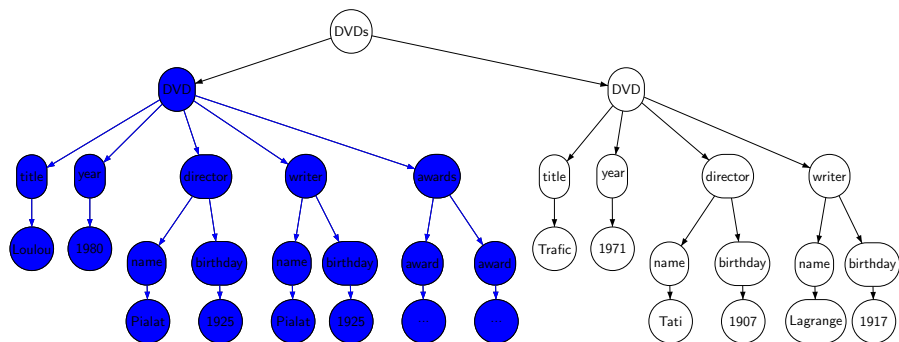 DVDs
DVD DVD
title year director writer awards title year director writer
Loulou 1980 Trafic 1971
name birthday name birthday award award name birthday name birthday
Pialat 1925 Pialat 1925 ... ... Tati 1907 Lagrange 1917